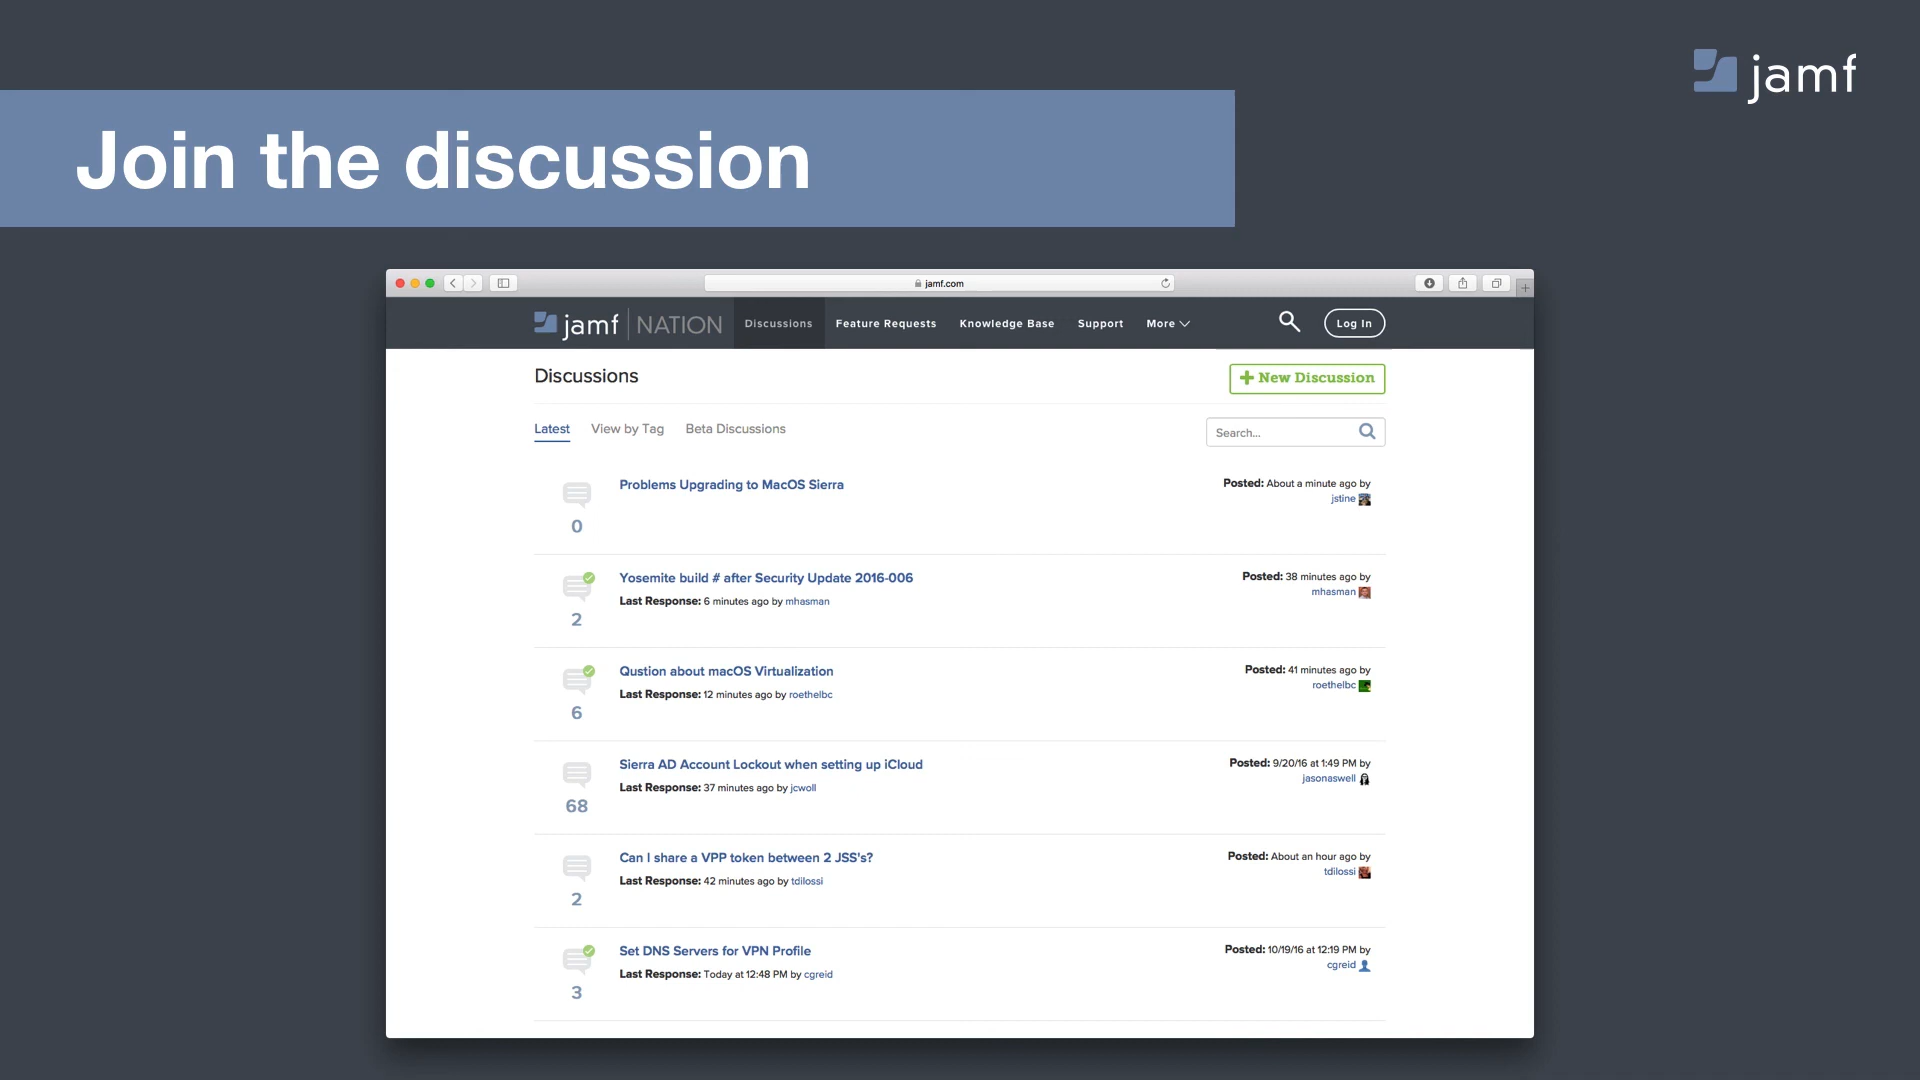 jamf
Join the discussion
jamf.com
jamf NATION Discussions Feature Requests Knowledge Base Support More Log In
Discussions
New Discussion
Latest View by Tag Beta Discussions
Search...
Problems Upgrading to MacOS Sierra
Posted: About a minute ago by
jstine
0
Yosemite build # after Security Update 2016-006
Posted: 38 minutes ago by
mhasman
Last Response: 6 minutes ago by mhasman
2
Qustion about macOS Virtualization
Posted: 41 minutes ago by
roethelbc
Last Response: 12 minutes ago by roethelbc
6
Sierra AD Account Lockout when setting up iCloud
Posted: 9/20/16 at 1:49 PM by
jasonaswell
Last Response: 37 minutes ago by jcwoll
68
Can I share a VPP token between 2 JSS's?
Posted: About an hour ago by
tdilossi
Last Response: 42 minutes ago by tdilossi
2
Set DNS Servers for VPN Profile
Posted: 10/19/16 at 12:19 PM by
cgreid
Last Response: Today at 12:48 PM by cgreid
3